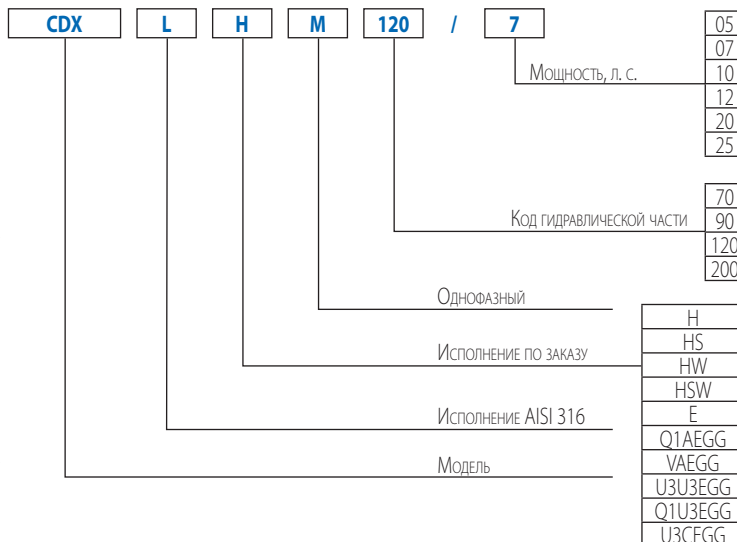 CDX L H M 120 / 7
Мощность, л. с.
05
07
10
12
20
25
Код гидравлической части
70
90
120
200
Однофазный
Исполнение по заказу
Исполнение AISI 316
Модель
H
HS
HW
HSW
E
Q1AEGG
VAEGG
U3U3EGG
Q1U3EGG
U3CEGG